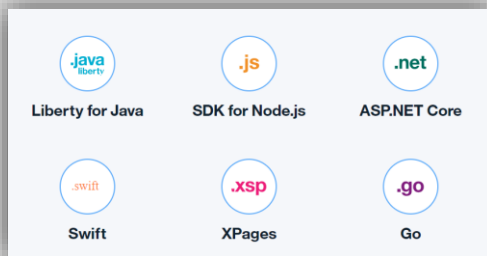 .java .js .net
liberty
Liberty for Java SDK for Node.js ASP.NET Core
.swift .xsp .go
Swift XPages Go